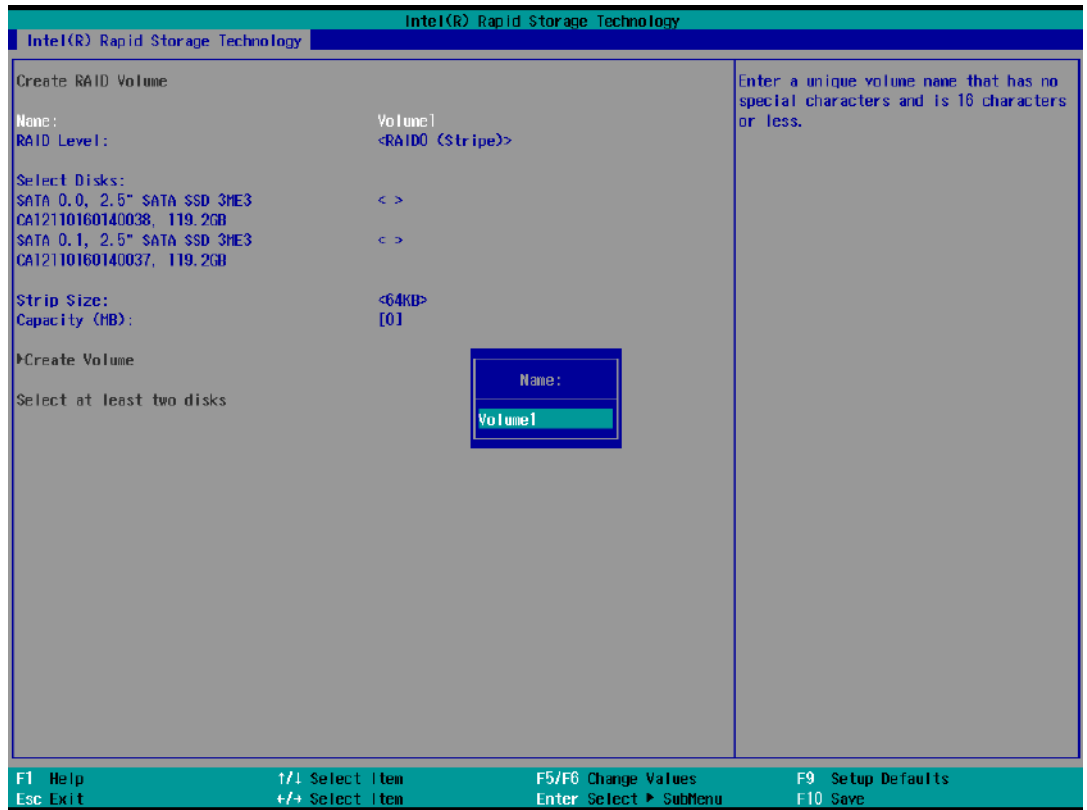 Intel(R) Rapid Storage Technology
Intel(R) Rapid Storage Technology
Create RAID Volume
Name: Volume1
RAID Level: <RAID0 (Stripe)>
Select Disks:
SATA 0.0, 2.5" SATA SSD 3ME3 < >
CA12110160140038, 119.2GB
SATA 0.1, 2.5" SATA SSD 3ME3 < >
CA12110160140037, 119.2GB
Strip Size: <64KB>
Capacity (MB): [0]
▶Create Volume
Select at least two disks
Name:
Volume1
Enter a unique volume name that has no
special characters and is 16 characters
or less.
F1 Help ↑/↓ Select Item F5/F6 Change Values F9 Setup Defaults
Esc Exit ←/→ Select Item Enter Select ▶ SubMenu F10 Save